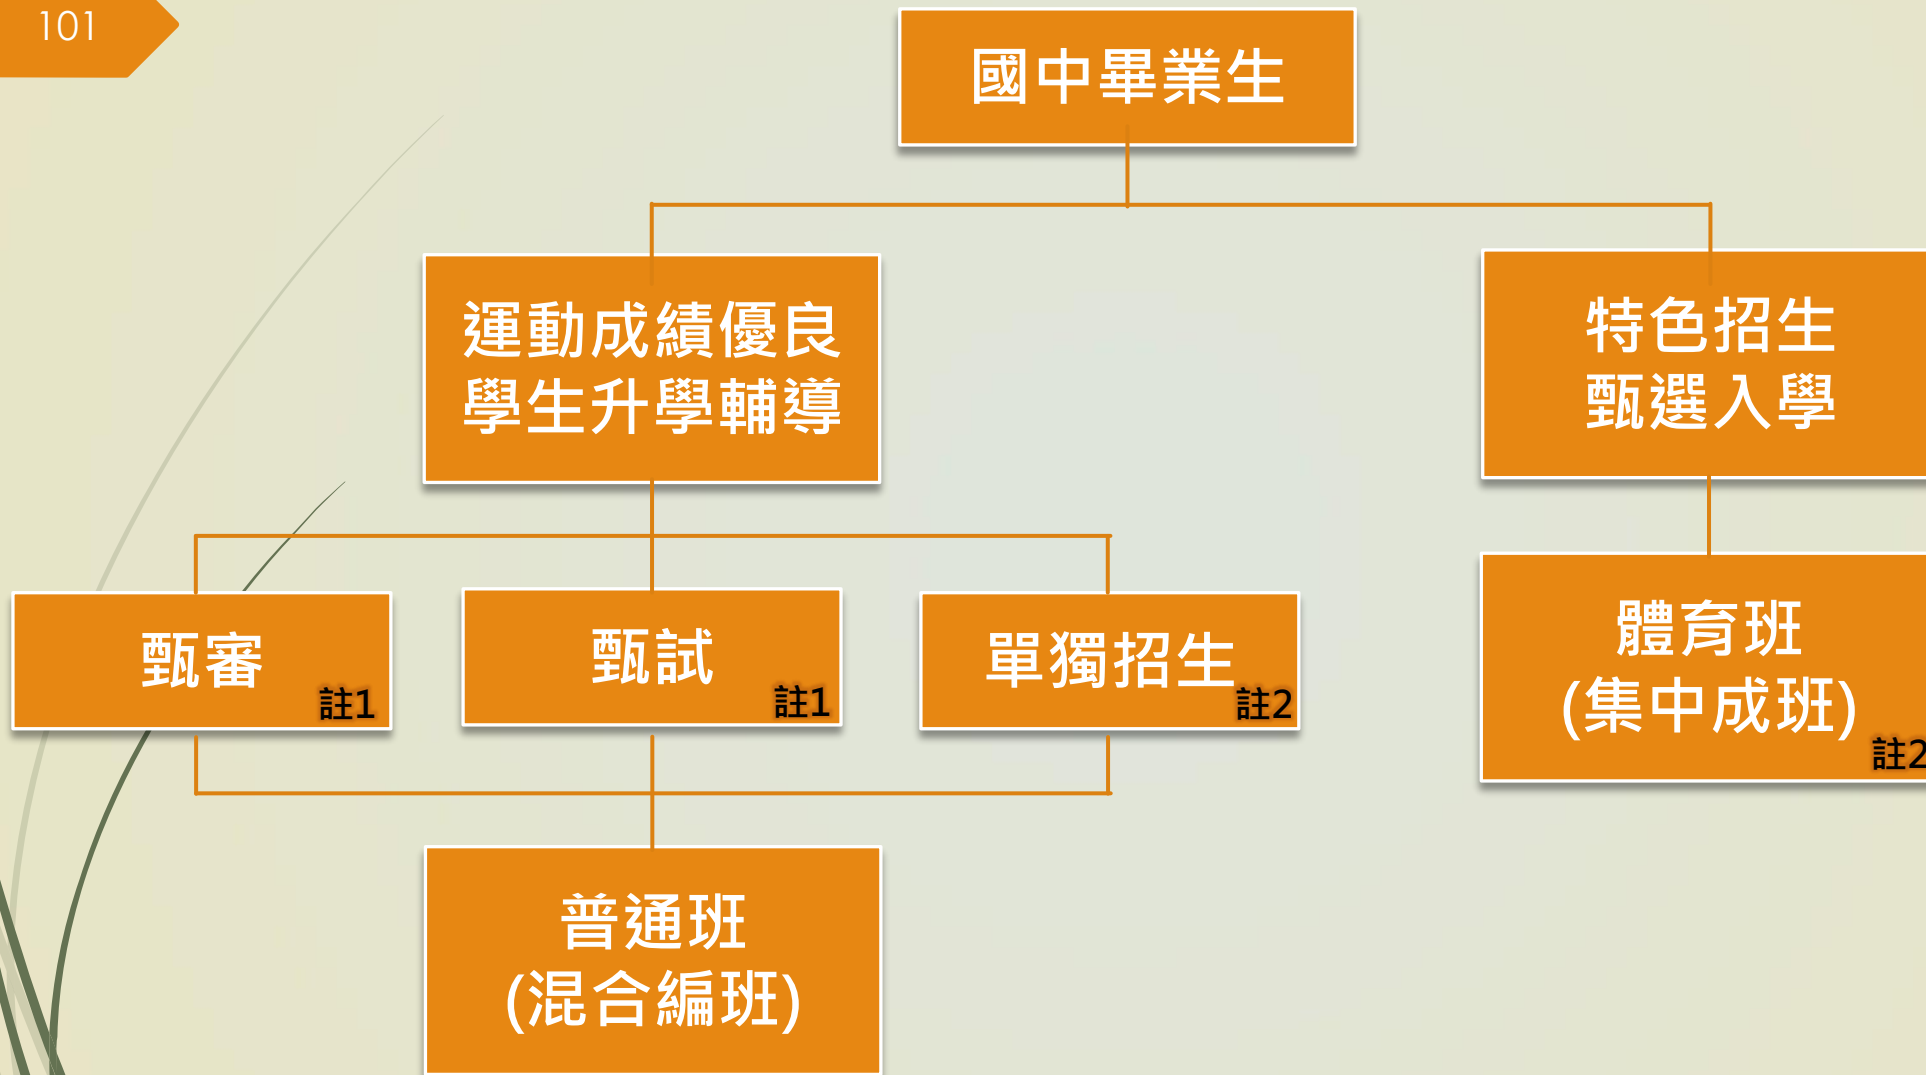 101
國中畢業生
運動成績優良
學生升學輔導
特色招生
甄選入學
甄審
註1
甄試
註1
單獨招生
註2
體育班
(集中成班)
註2
普通班
(混合編班)